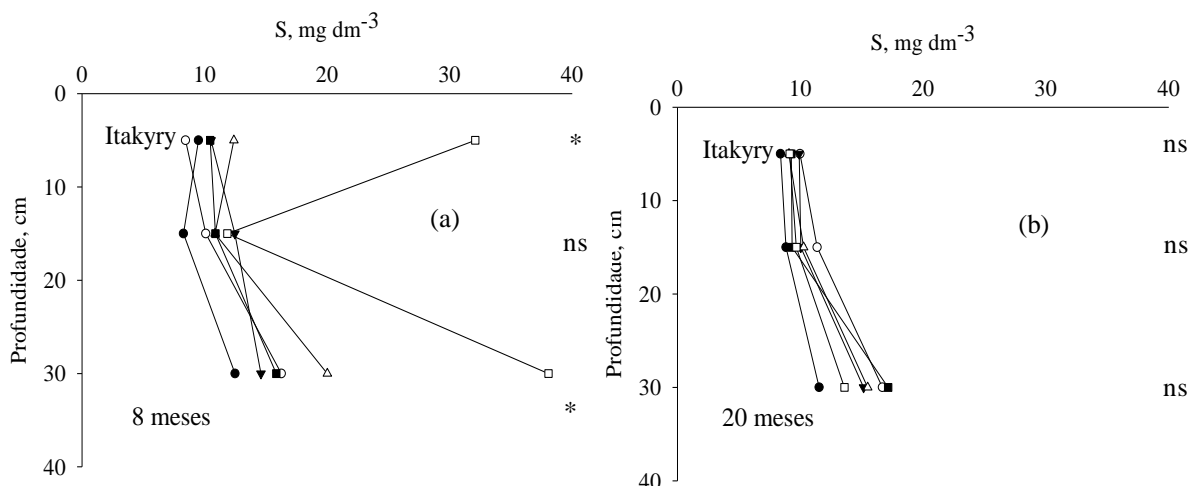 S, mg dm-3
0 10 20 30 40
0
Itakyry
*
10
(a)
ns
20
30
*
8 meses
40
Profundidade, cm
S, mg dm-3
0 10 20 30 40
0
ns
Itakyry
10
(b)
ns
20
30
ns
20 meses
40
Profundidade, cm